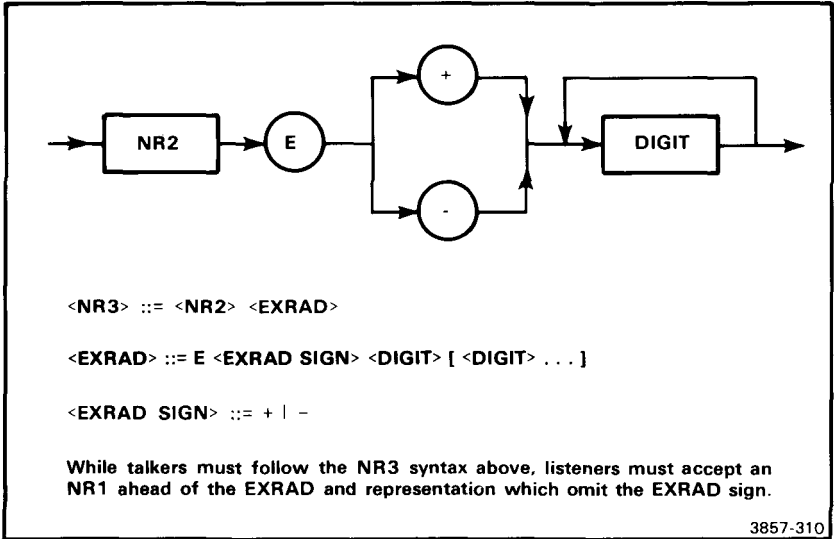 +
NR2
E
DIGIT
-
<NR3> ::= <NR2> <EXRAD>
<EXRAD> ::= E <EXRAD SIGN> <DIGIT> [ <DIGIT> . . . ]
<EXRAD SIGN> ::= + | -
While talkers must follow the NR3 syntax above, listeners must accept an
NR1 ahead of the EXRAD and representation which omit the EXRAD sign.
3857-310